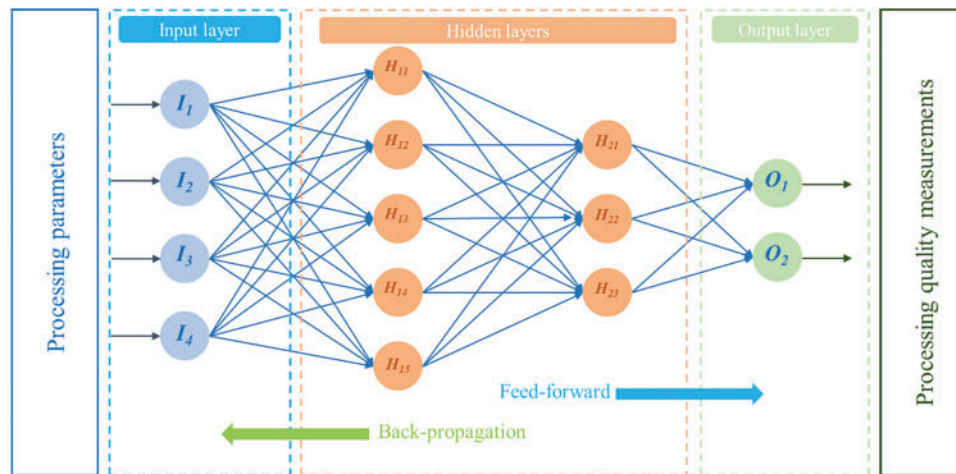 Processing parameters
Input layer
Hidden layers
Output layer
I1
I2
I3
I4
H11
H12
H13
H14
H15
H21
H22
H23
O1
O2
Feed-forward
Back-propagation
Processing quality measurements